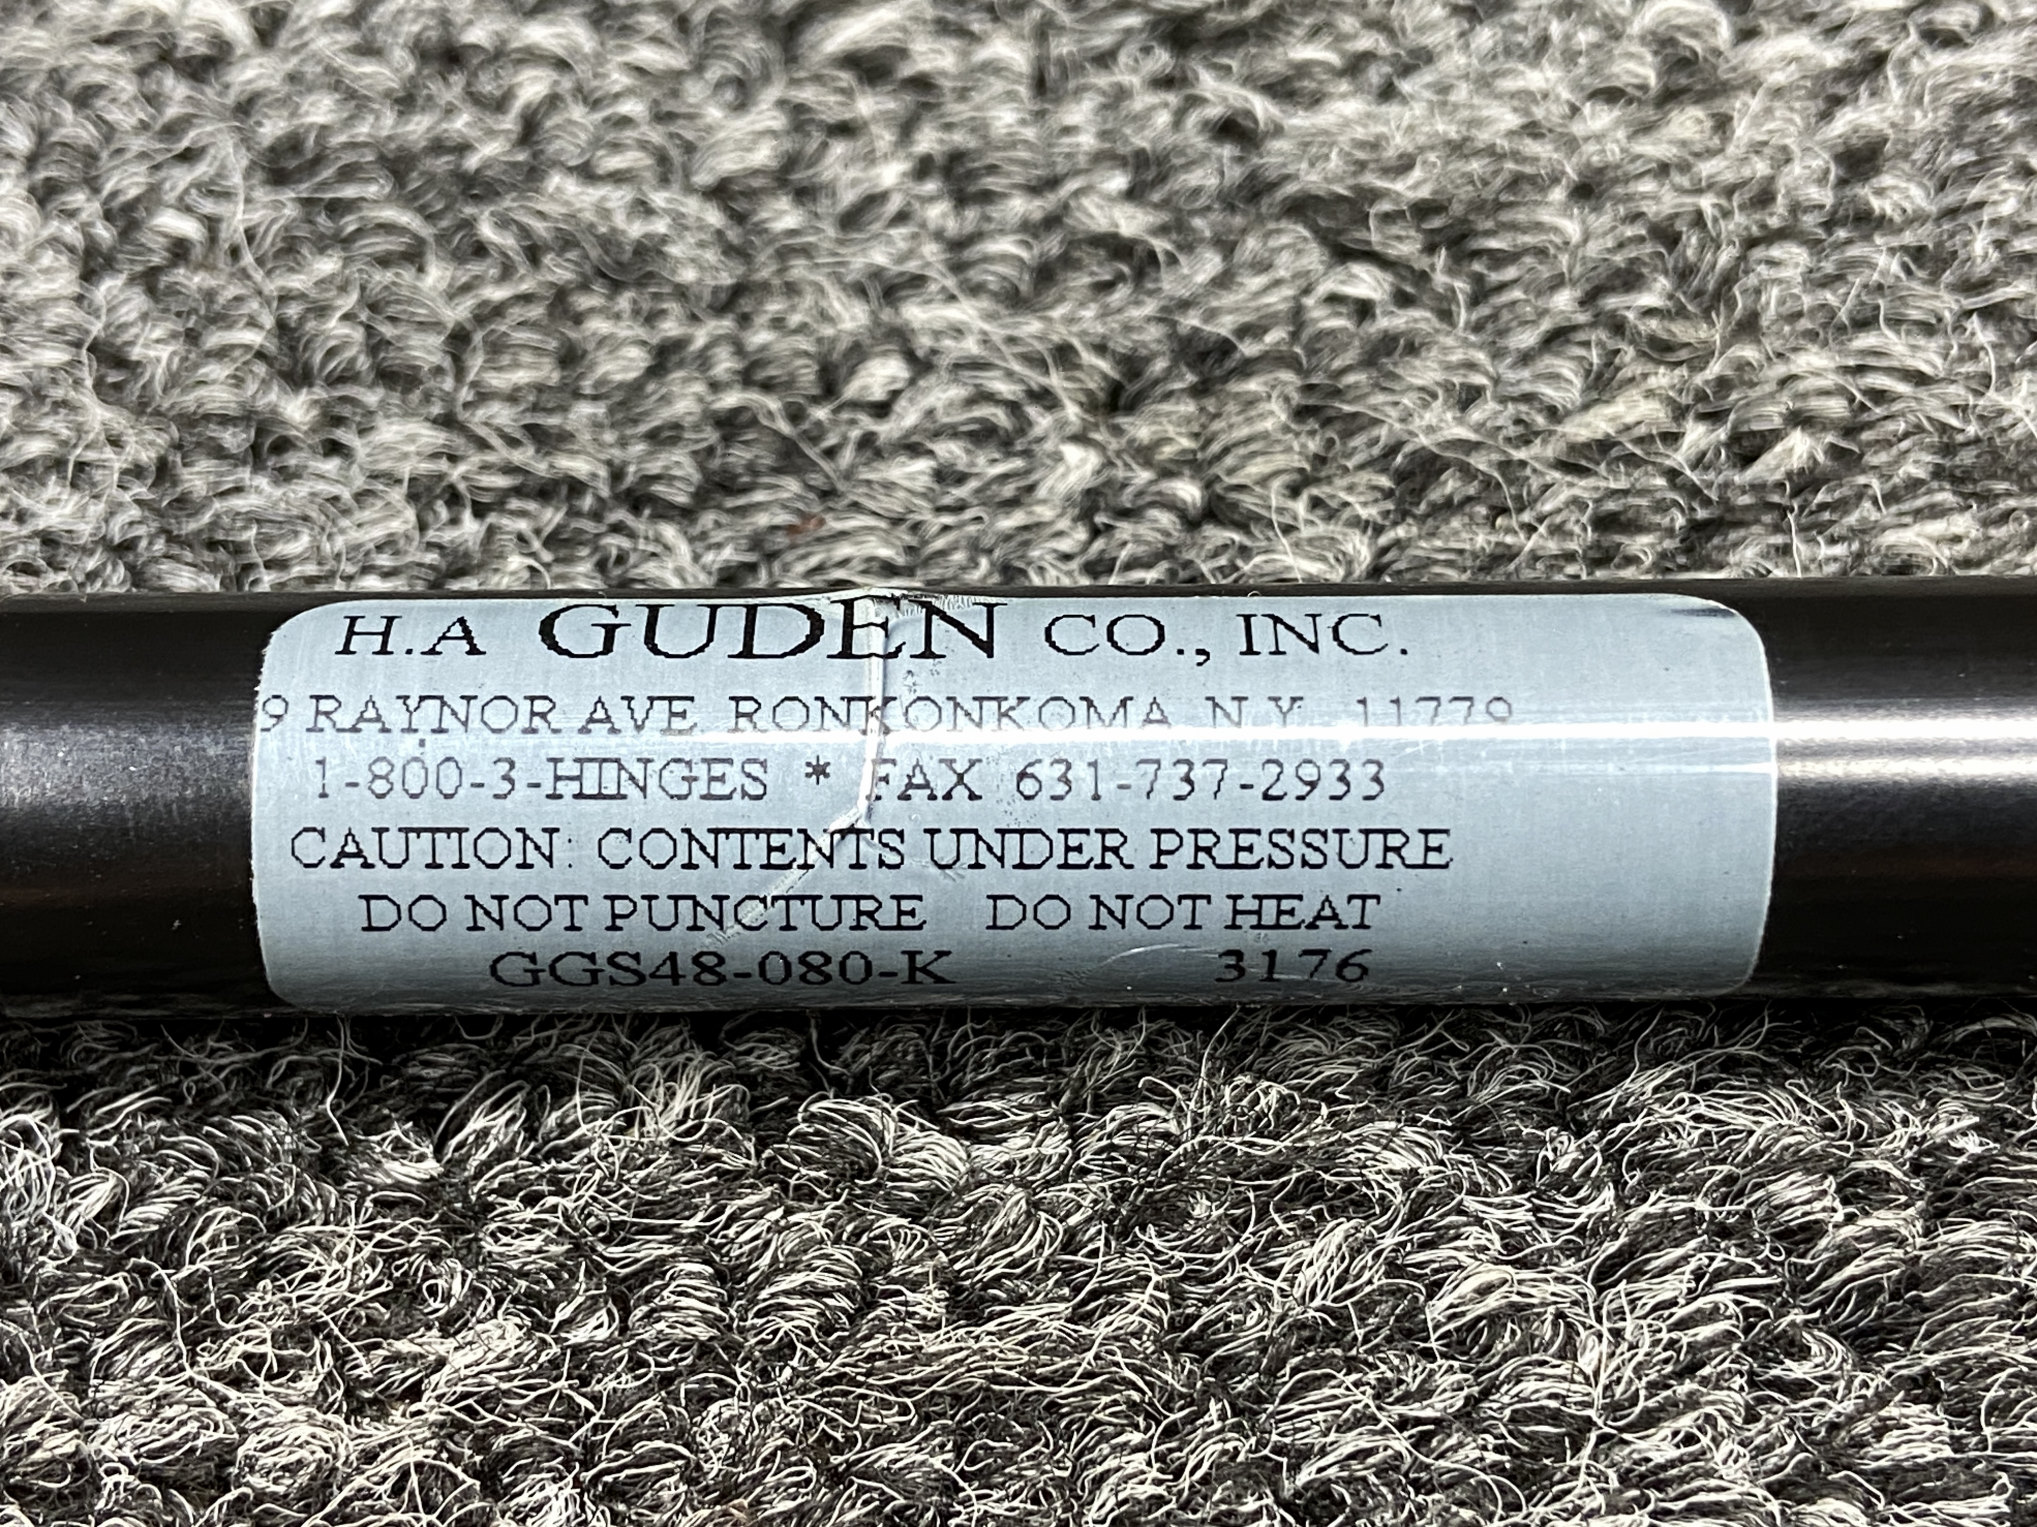 H.A GUDEN CO., INC.
9 RAYNOR AVE RONKONKOMA N.Y. 11779
1-800-3-HINGES * FAX 631-737-2933
CAUTION: CONTENTS UNDER PRESSURE
DO NOT PUNCTURE DO NOT HEAT
GGS48-080-K 3176